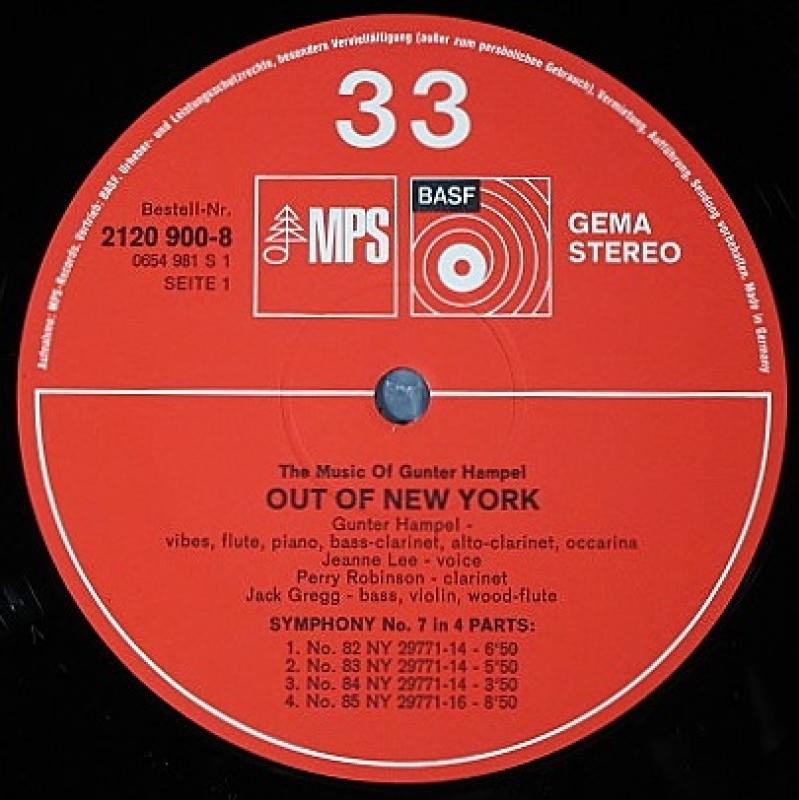 Aufnahme: MPS-Records. Vertrieb: BASF. Urheber- und Leistungsschutzrechte, besonders Vervielfältigung (außer zum persönlichen Gebrauch), Vermietung, Aufführung, Sendung vorbehalten. Made in Germany
33
Bestell-Nr.
2120 900-8
0654 981 S 1
SEITE 1
MPS
BASF
GEMA
STEREO
The Music Of Gunter Hampel
OUT OF NEW YORK
Gunter Hampel -
vibes, flute, piano, bass-clarinet, alto-clarinet, occarina
Jeanne Lee - voice
Perry Robinson - clarinet
Jack Gregg - bass, violin, wood-flute
SYMPHONY No. 7 in 4 PARTS:
1. No. 82 NY 29771-14 - 6'50
2. No. 83 NY 29771-14 - 5'50
3. No. 84 NY 29771-14 - 3'50
4. No. 85 NY 29771-16 - 8'50